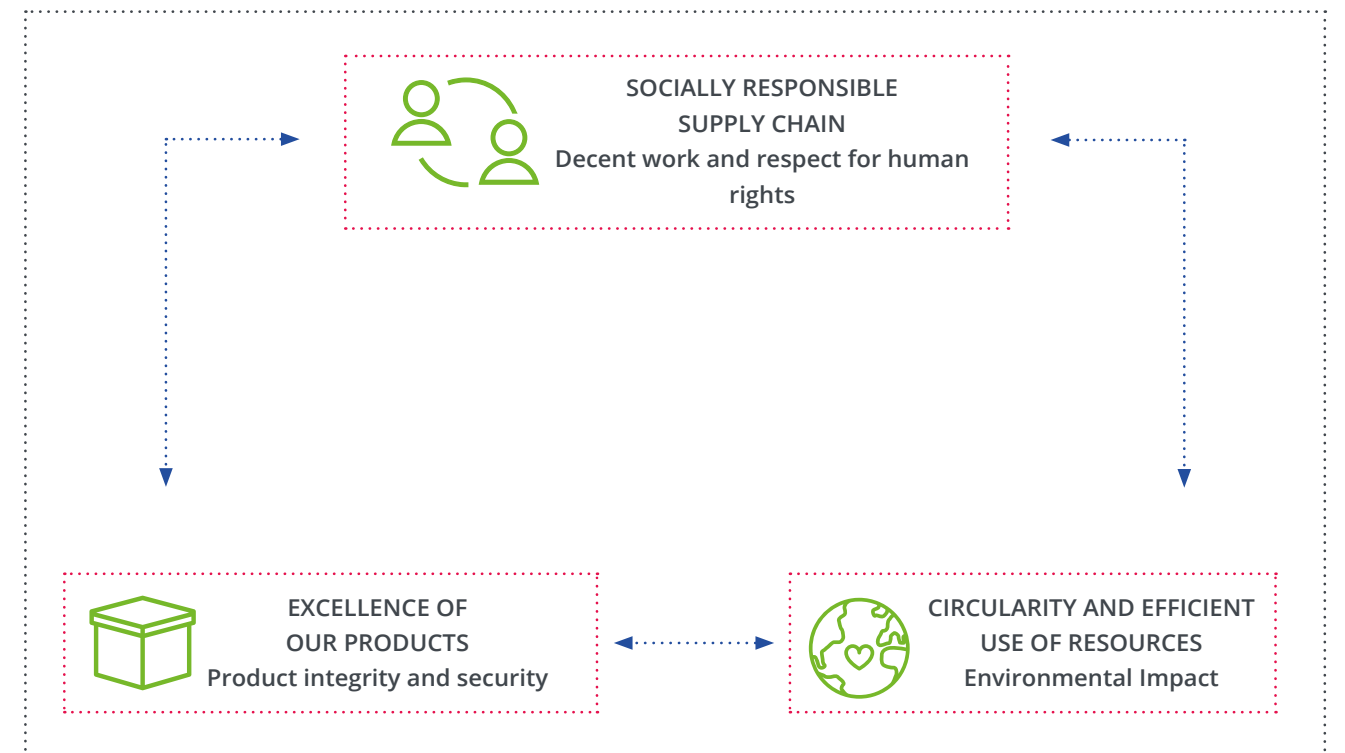 SOCIALLY RESPONSIBLE
SUPPLY CHAIN
Decent work and respect for human
rights
EXCELLENCE OF
OUR PRODUCTS
Product integrity and security
CIRCULARITY AND EFFICIENT
USE OF RESOURCES
Environmental Impact